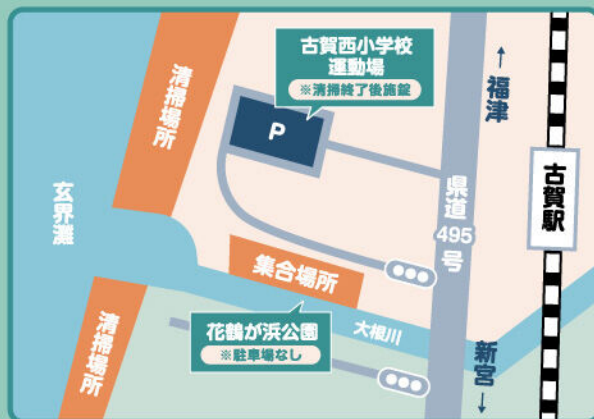 古賀西小学校
運動場
※清掃終了後施錠
↑
福津
清掃場所
P
玄界灘
古賀駅
県道
495
号
集合場所
花鶴が浜公園
※駐車場なし
大根川
清掃場所
新宮
↓